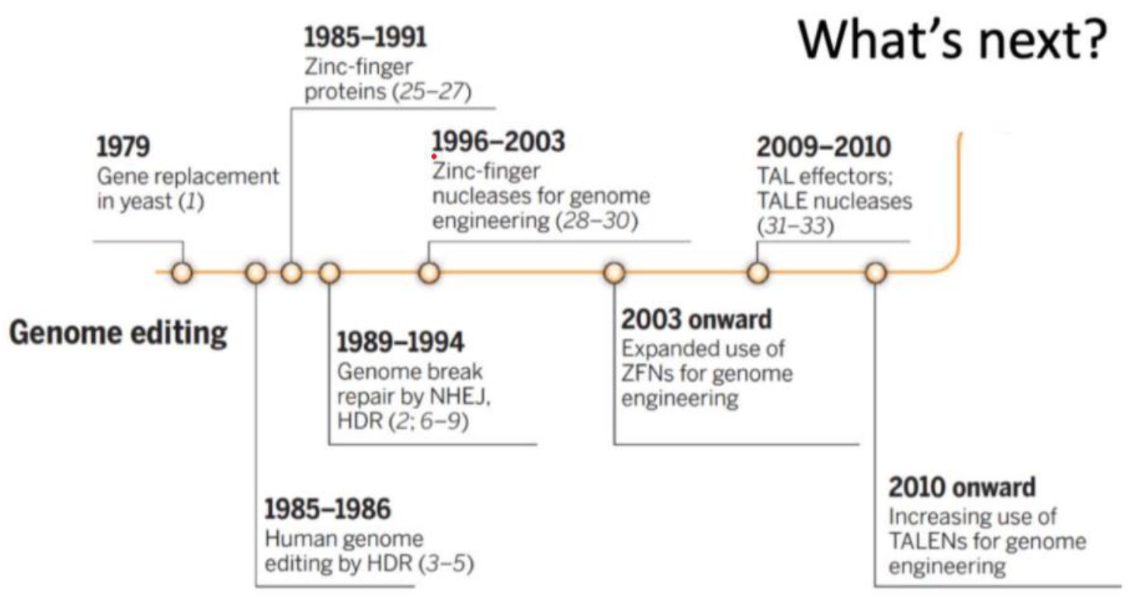 What's next?
1985–1991
Zinc-finger
proteins (25–27)
1979
Gene replacement
in yeast (1)
1996–2003
Zinc-finger
nucleases for genome
engineering (28–30)
2009–2010
TAL effectors;
TALE nucleases
(31–33)
Genome editing
1989–1994
Genome break
repair by NHEJ,
HDR (2; 6–9)
2003 onward
Expanded use of
ZFNs for genome
engineering
1985–1986
Human genome
editing by HDR (3–5)
2010 onward
Increasing use of
TALENs for genome
engineering